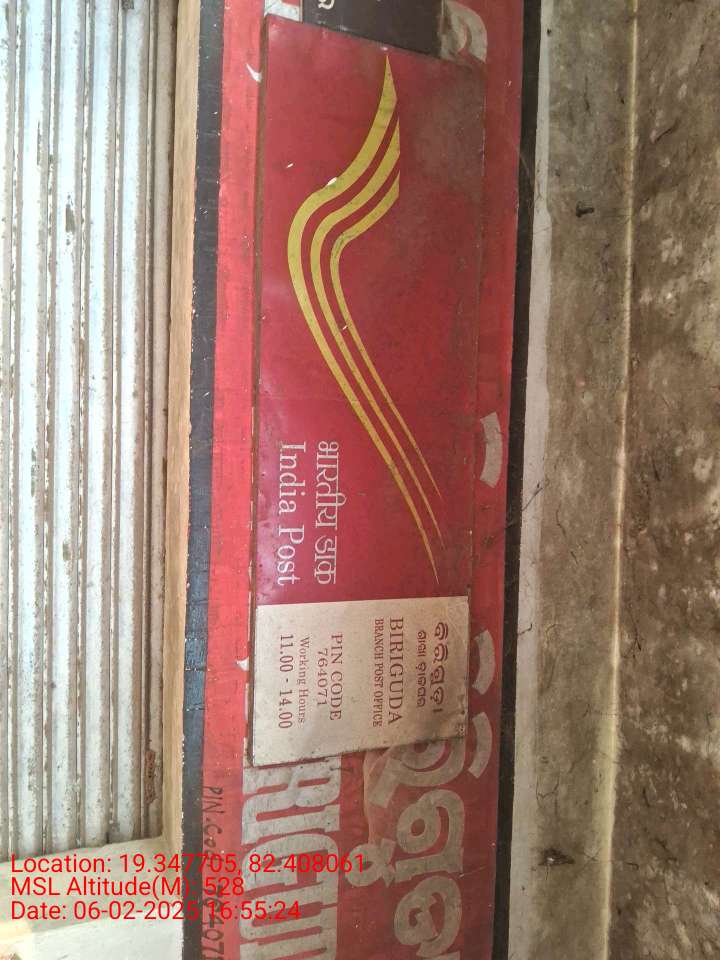 भारतीय डाक
India Post
ବିରିଗୁଡ଼ା
ଶାଖା ଡ଼ାକଘର
BIRIGUDA
BRANCH POST OFFICE
PIN CODE
764071
Working Hours
11.00 - 14.00
Location: 19.347705, 82.408061
MSL Altitude(M): 528
Date: 06-02-2025 16:55:24